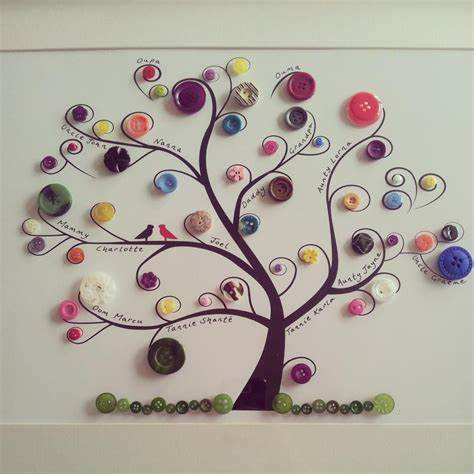 Oupa
Ouma
Uncle John
Nanna
Grandpa
Aunty Lorna
Daddy
Mammy
Charlotte
Joel
Aunty Jayne
Uncle Graeme
Oom Marcu
Tannie Shantè
Tannie Karla